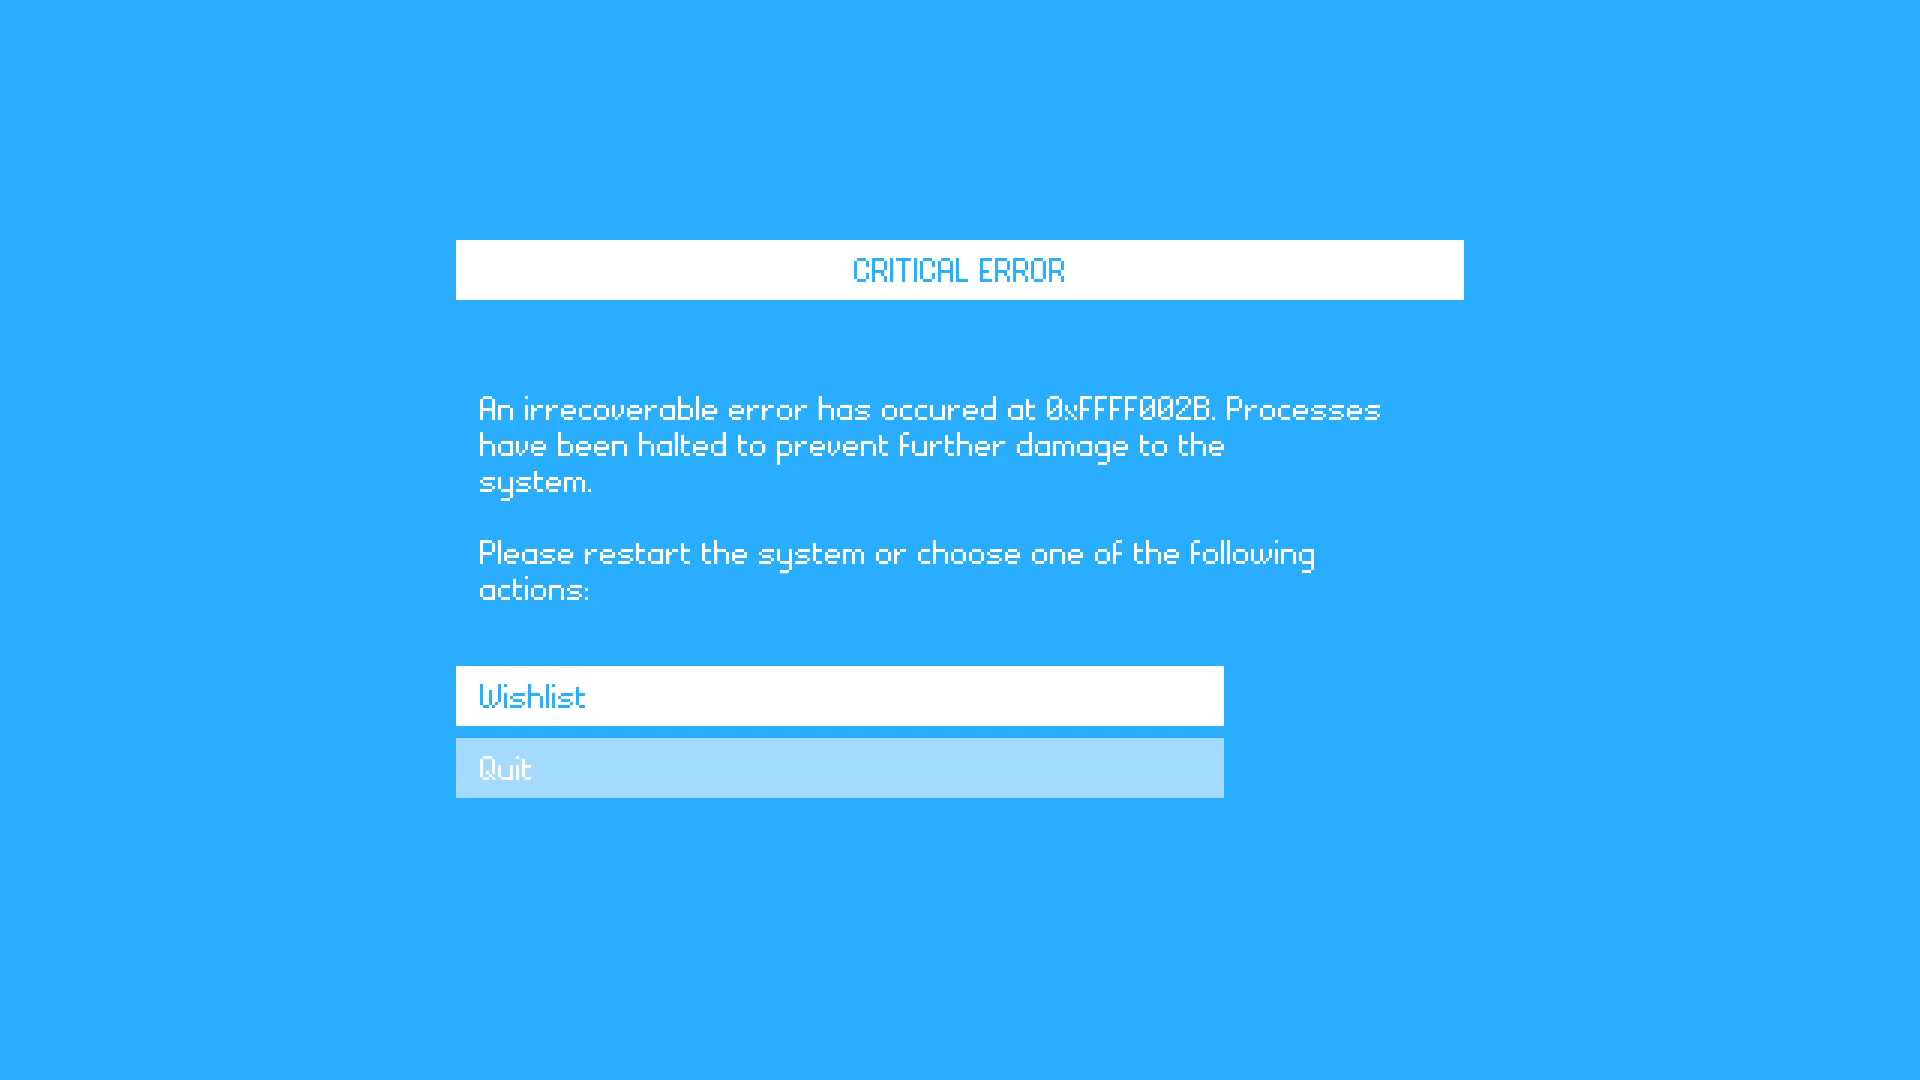 CRITICAL ERROR
An irrecoverable error has occured at 0xFFFF002B. Processes
have been halted to prevent further damage to the
system.
Please restart the system or choose one of the following
actions:
Wishlist
Quit